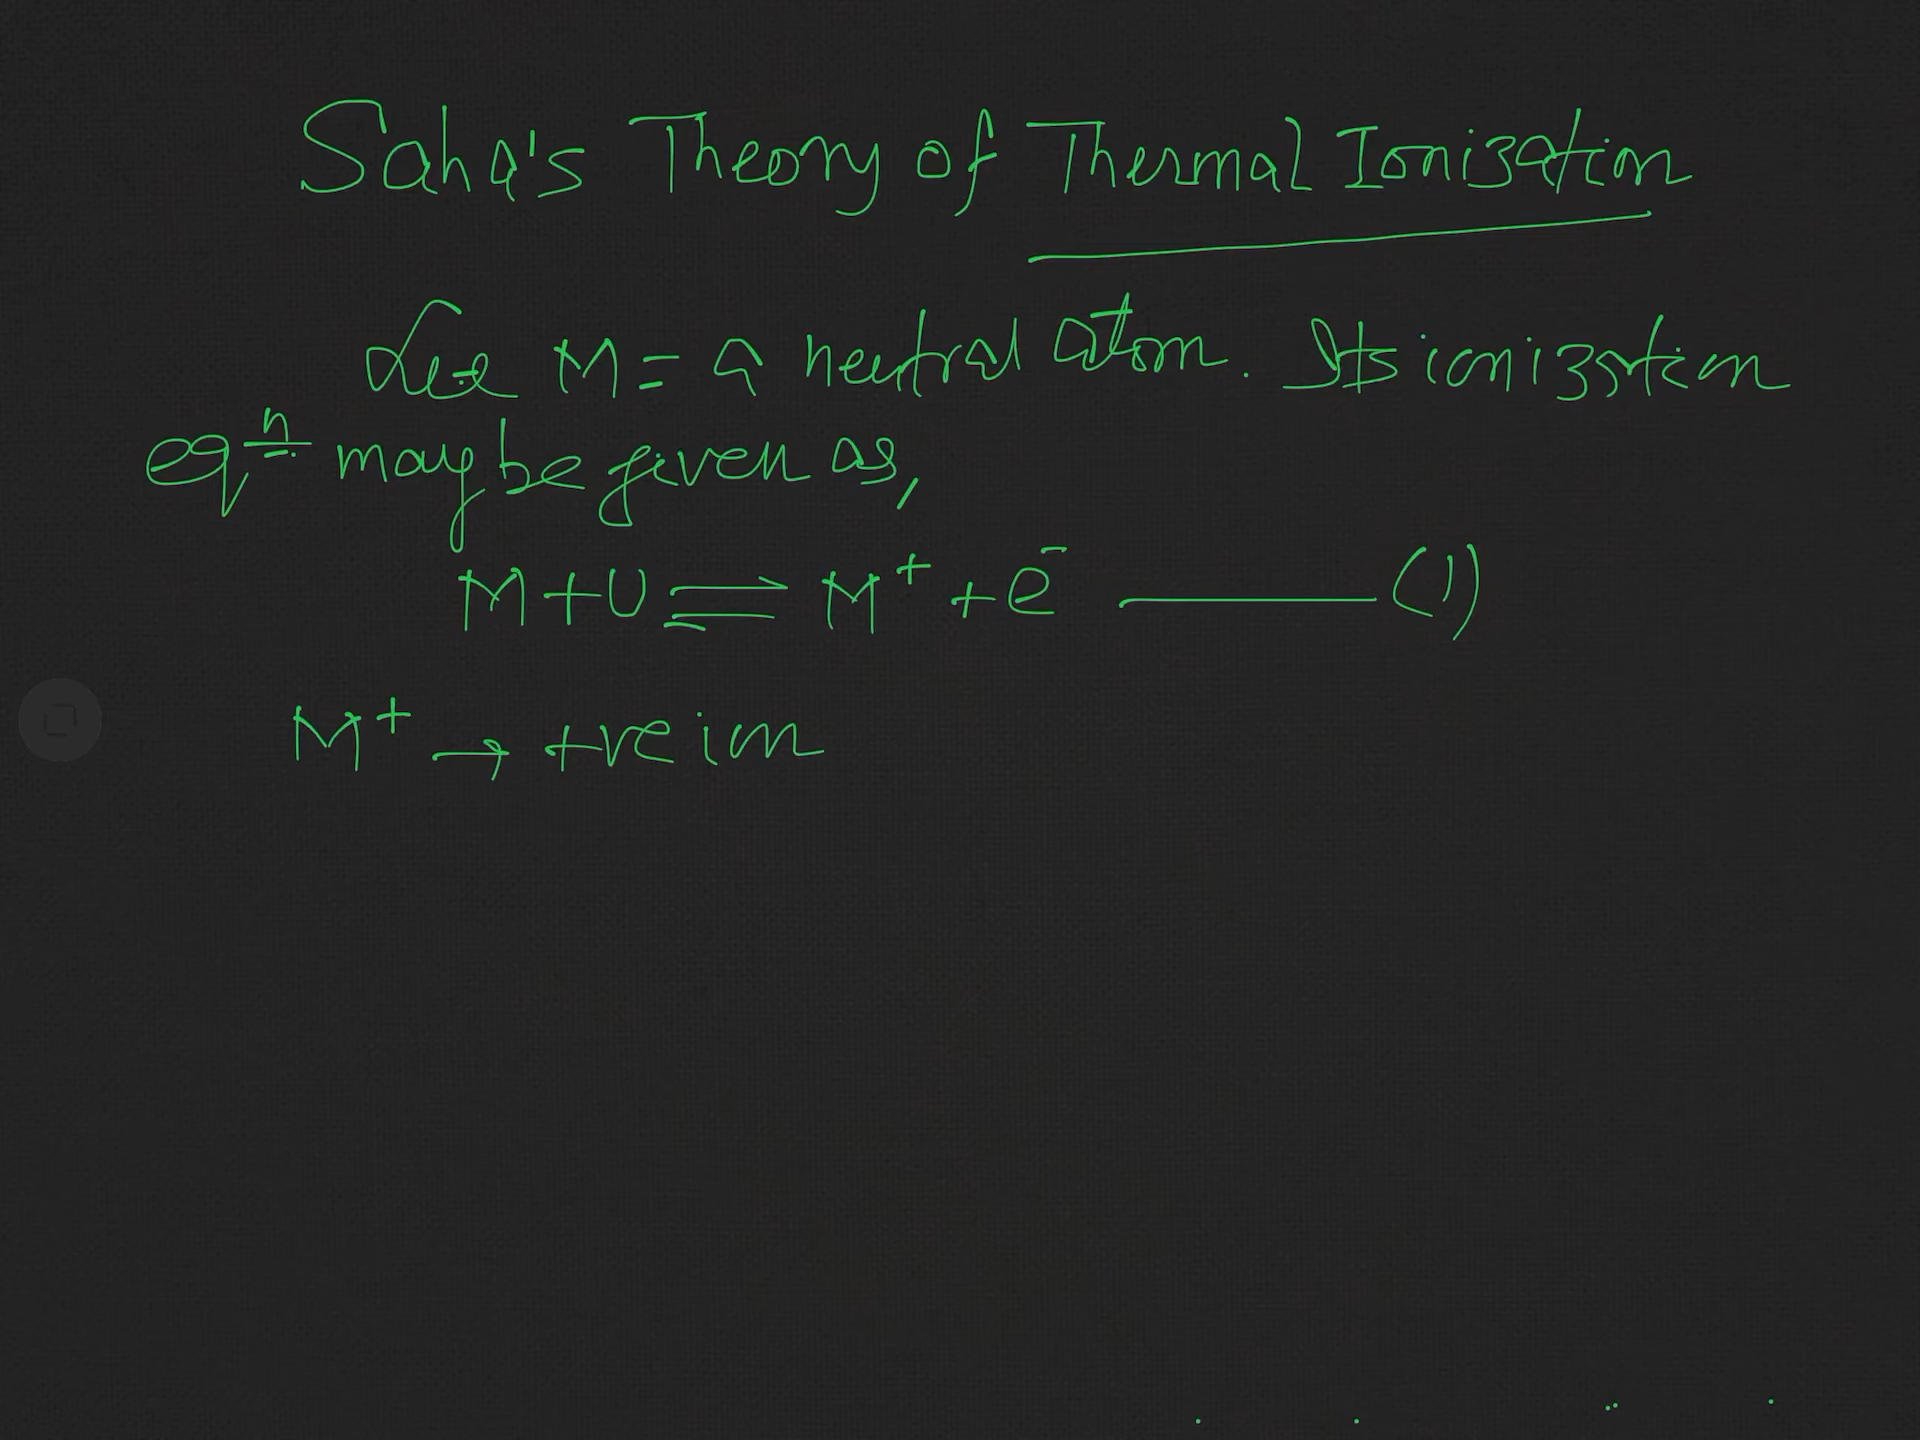 Saha's Theory of Thermal Ionization
Let M = a neutral atom. Its ionization
eqⁿ may be given as,
M + U ⇌ M⁺ + e⁻ ——— (1)
M⁺ → +ve ion